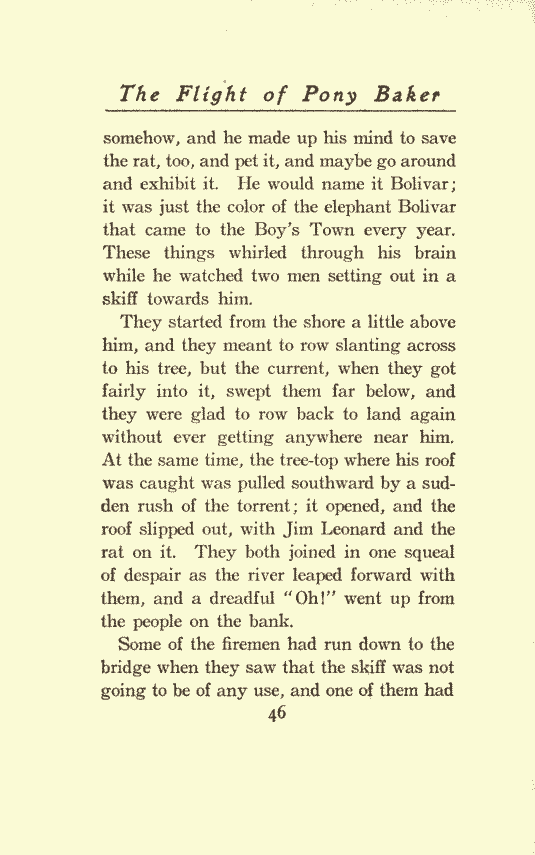 The Flight of Pony Baker
somehow, and he made up his mind to save
the rat, too, and pet it, and maybe go around
and exhibit it. He would name it Bolivar;
it was just the color of the elephant Bolivar
that came to the Boy's Town every year.
These things whirled through his brain
while he watched two men setting out in a
skiff towards him.
They started from the shore a little above
him, and they meant to row slanting across
to his tree, but the current, when they got
fairly into it, swept them far below, and
they were glad to row back to land again
without ever getting anywhere near him.
At the same time, the tree-top where his roof
was caught was pulled southward by a sud-
den rush of the torrent; it opened, and the
roof slipped out, with Jim Leonard and the
rat on it. They both joined in one squeal
of despair as the river leaped forward with
them, and a dreadful "Oh!" went up from
the people on the bank.
Some of the firemen had run down to the
bridge when they saw that the skiff was not
going to be of any use, and one of them had
46